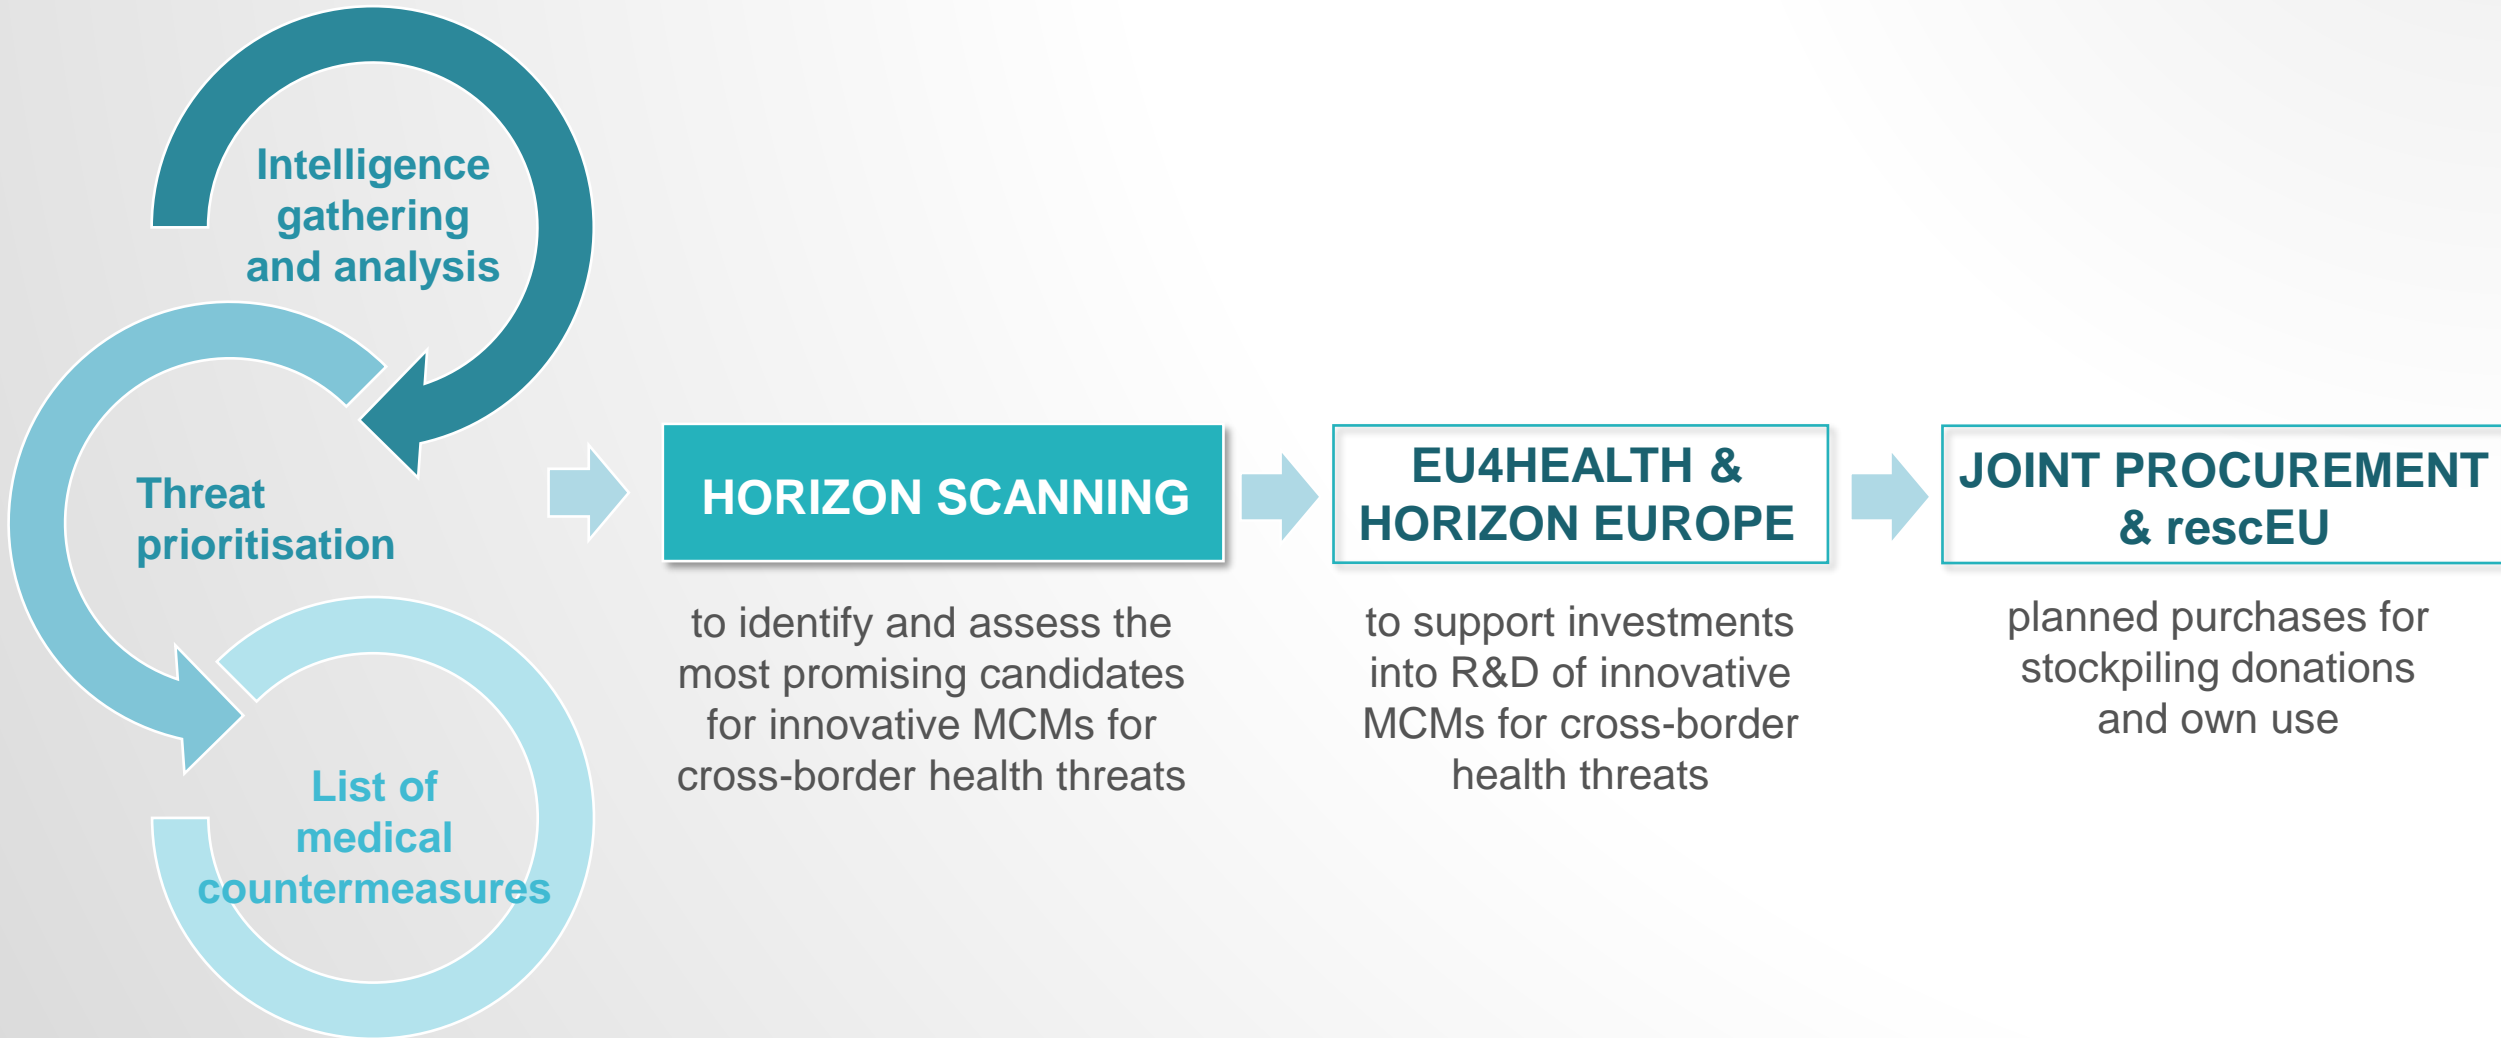 Intelligence
gathering
and analysis
Threat
prioritisation
List of
medical
countermeasures
HORIZON SCANNING
to identify and assess the
most promising candidates
for innovative MCMs for
cross-border health threats
EU4HEALTH &
HORIZON EUROPE
to support investments
into R&D of innovative
MCMs for cross-border
health threats
JOINT PROCUREMENT
& rescEU
planned purchases for
stockpiling donations
and own use